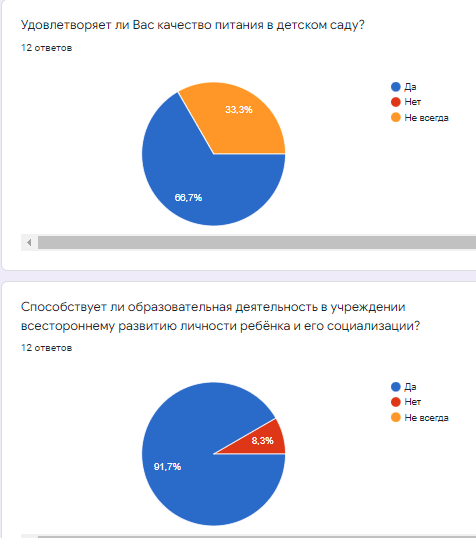 Удовлетворяет ли Вас качество питания в детском саду?
12 ответов
Да
Нет
Не всегда
33,3%
66,7%
Способствует ли образовательная деятельность в учреждении
всестороннему развитию личности ребёнка и его социализации?
12 ответов
Да
Нет
Не всегда
8,3%
91,7%